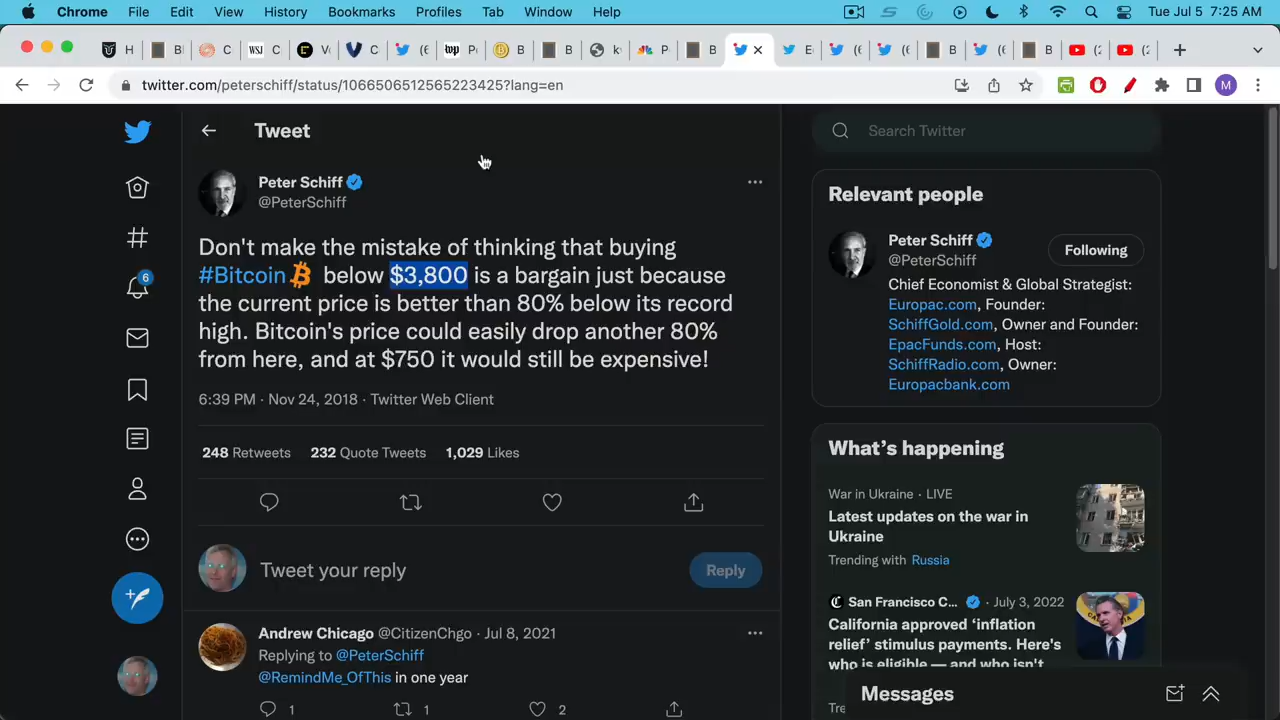 Chrome File Edit View History Bookmarks Profiles Tab Window Help Tue Jul 5 7:25 AM
twitter.com/peterschiff/status/1066506512565223425?lang=en
M
Tweet
Search Twitter
Peter Schiff
@PeterSchiff
Don't make the mistake of thinking that buying
#Bitcoin below $3,800 is a bargain just because
the current price is better than 80% below its record
high. Bitcoin's price could easily drop another 80%
from here, and at $750 it would still be expensive!
6:39 PM · Nov 24, 2018 · Twitter Web Client
248 Retweets 232 Quote Tweets 1,029 Likes
6
Tweet your reply
Reply
Andrew Chicago @CitizenChgo · Jul 8, 2021
Replying to @PeterSchiff
@RemindMe_OfThis in one year
1 1 2
Relevant people
Peter Schiff
@PeterSchiff
Following
Chief Economist & Global Strategist:
Europac.com, Founder:
SchiffGold.com, Owner and Founder:
EpacFunds.com, Host:
SchiffRadio.com, Owner:
Europacbank.com
What's happening
War in Ukraine · LIVE
Latest updates on the war in
Ukraine
Trending with Russia
San Francisco C... · July 3, 2022
California approved 'inflation
relief' stimulus payments. Here's
who is eligible — and who isn't
Messages